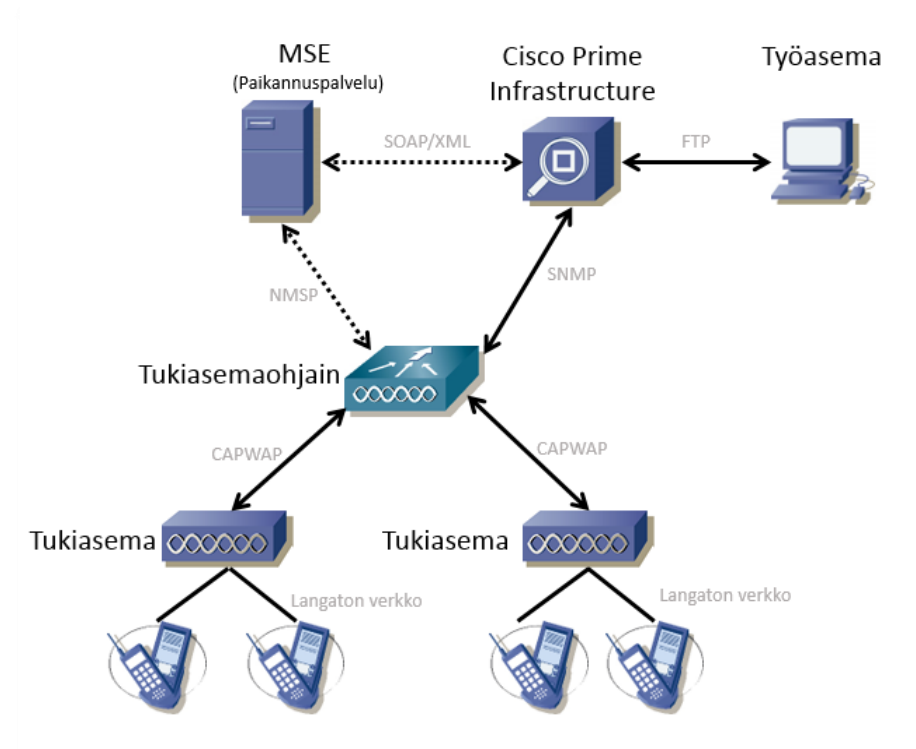 MSE
(Paikannuspalvelu)
Cisco Prime
Infrastructure
Työasema
SOAP/XML
FTP
NMSP
SNMP
Tukiasemaohjain
CAPWAP
CAPWAP
Tukiasema
Tukiasema
Langaton verkko
Langaton verkko